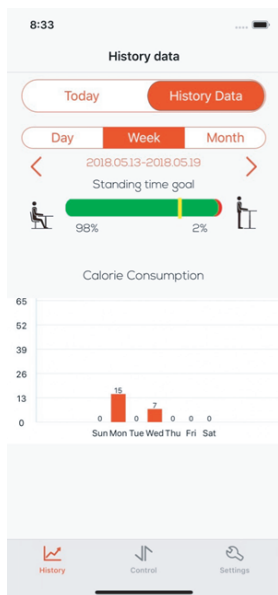 8:33
History data
Today History Data
Day Week Month
2018.05.13-2018.05.19
Standing time goal
98% 2%
Calorie Consumption
65
52
39
26
13
0
0 15 0 7 0 0 0
Sun Mon Tue Wed Thu Fri Sat
History Control Settings